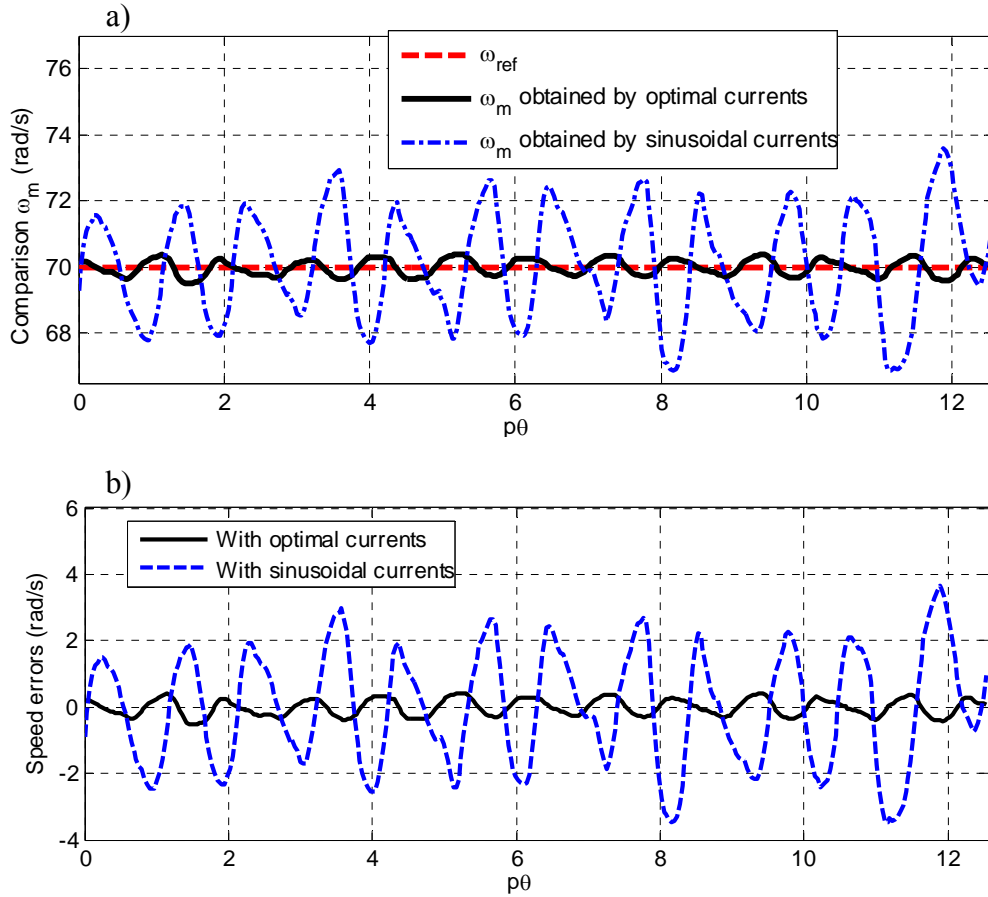 a)
ω_ref
ω_m obtained by optimal currents
ω_m obtained by sinusoidal currents
Comparison ω_m (rad/s)
76
74
72
70
68
0 2 4 6 8 10 12
pθ
b)
With optimal currents
With sinusoidal currents
Speed errors (rad/s)
6
4
2
0
-2
-4
0 2 4 6 8 10 12
pθ